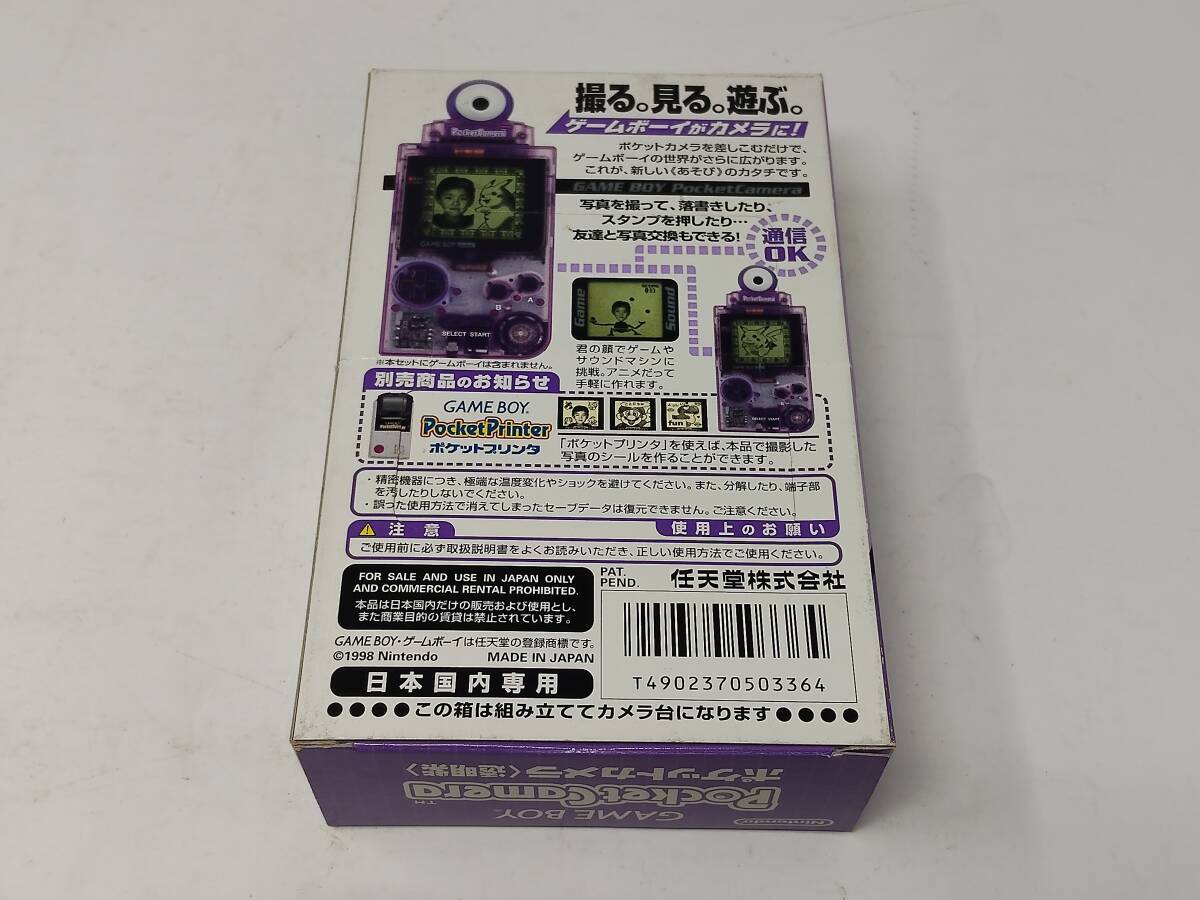 撮る。見る。遊ぶ。
ゲームボーイがカメラに!
ポケットカメラを差しこむだけで、
ゲームボーイの世界がさらに広がります。
これが、新しい《あそび》のカタチです。
GAME BOY PocketCamera
写真を撮って、落書きしたり、
スタンプを押したり…
友達と写真交換もできる!
通信
OK
PocketCamera
GAME BOY
B
A
SELECT START
※本セットにゲームボーイは含まれません。
Game
Sound
君の顔でゲームや
サウンドマシンに
挑戦。アニメだって
手軽に作れます。
PocketCamera
SELECT START
別売商品のお知らせ
GAME BOY
PocketPrinter
ポケットプリンタ
fun
「ポケットプリンタ」を使えば、本品で撮影した
写真のシールを作ることができます。
・精密機器につき、極端な温度変化やショックを避けてください。また、分解したり、端子部
を汚したりしないでください。
・誤った使用方法で消えてしまったセーブデータは復元できません。ご注意ください。
注意
使用上のお願い
ご使用前に必ず取扱説明書をよくお読みいただき、正しい使用方法でご使用ください。
FOR SALE AND USE IN JAPAN ONLY
AND COMMERCIAL RENTAL PROHIBITED.
本品は日本国内だけの販売および使用とし、
また商業目的の賃貸は禁止されています。
PAT.
PEND.
任天堂株式会社
GAME BOY・ゲームボーイは任天堂の登録商標です。
©1998 Nintendo
MADE IN JAPAN
T4902370503364
日本国内専用
●●●●この箱は組み立ててカメラ台になります●●●●
ポケットカメラ〈透明紫〉
PocketCamera™
GAME BOY
Nintendo